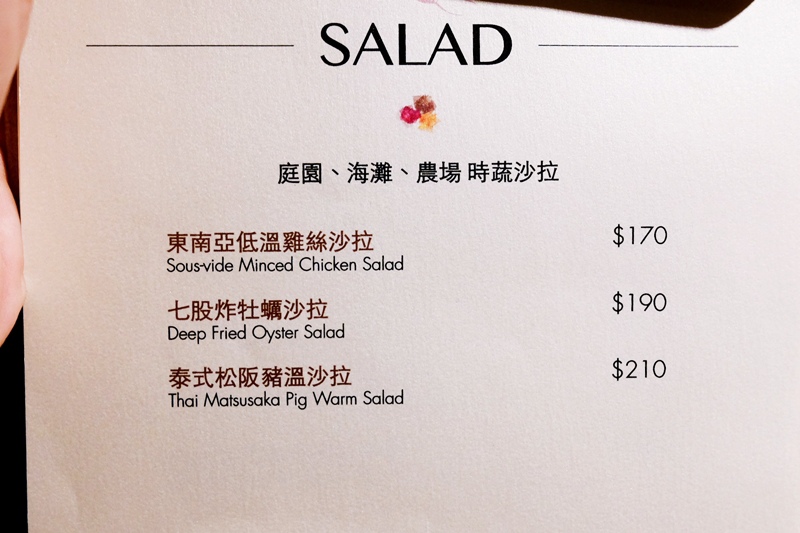 SALAD
庭園、海灘、農場 時蔬沙拉
東南亞低溫雞絲沙拉 $170
Sous-vide Minced Chicken Salad
七股炸牡蠣沙拉 $190
Deep Fried Oyster Salad
泰式松阪豬溫沙拉 $210
Thai Matsusaka Pig Warm Salad